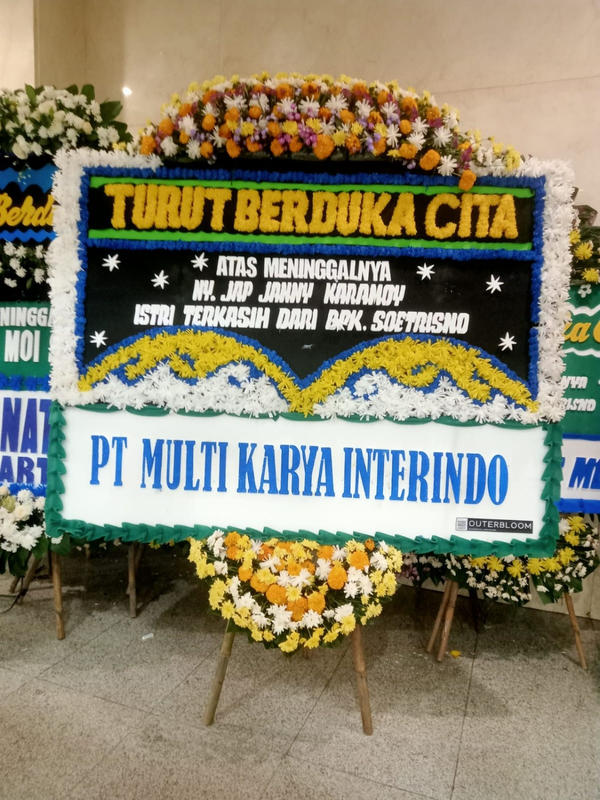 TURUT BERDUKA CITA
ATAS MENINGGALNYA
NY. JAP JANNY KARAMOY
ISTRI TERKASIH DARI BPK. SOETRISNO
PT MULTI KARYA INTERINDO
OUTERBLOOM
MOI